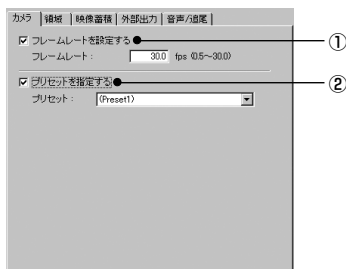 カメラ 領域 映像蓄積 外部出力 音声/追尾
フレームレートを設定する ①
フレームレート： 30.0 fps (0.5～30.0)
プリセットを指定する ②
プリセット： (Preset1)